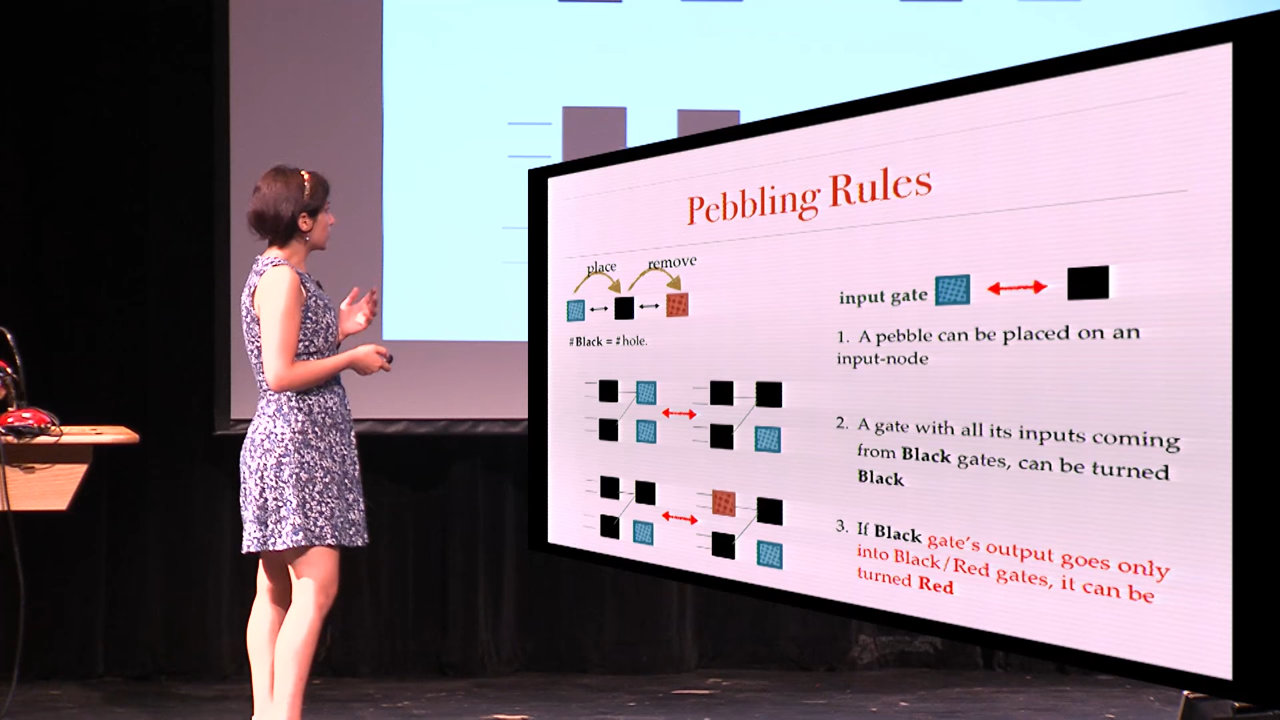 Pebbling Rules
place
remove
#Black = #hole.
input gate
1. A pebble can be placed on an
input-node
2. A gate with all its inputs coming
from Black gates, can be turned
Black
3. If Black gate's output goes only
into Black/Red gates, it can be
turned Red